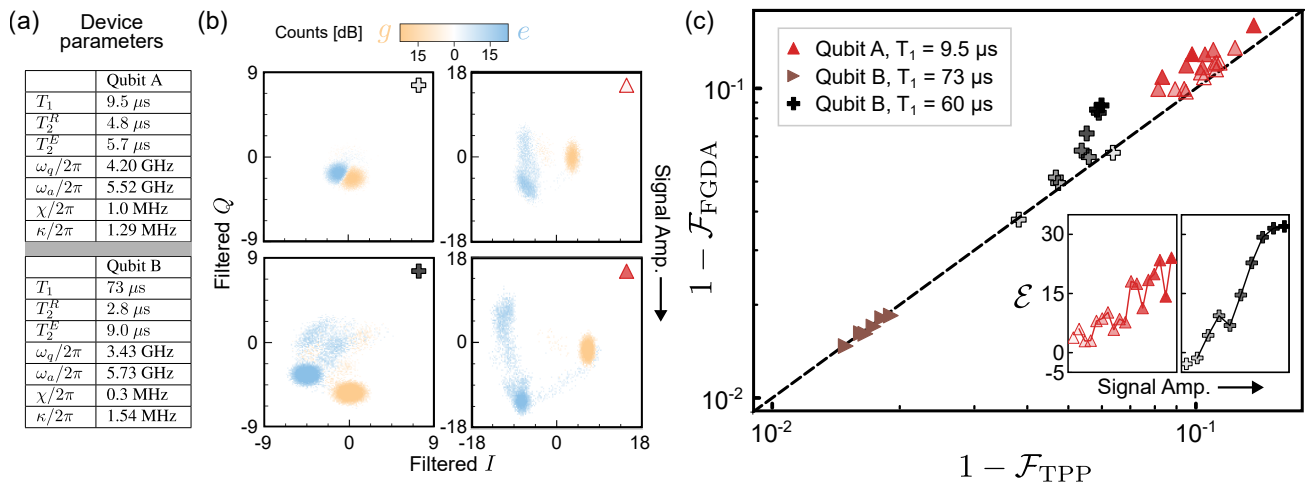 (a)
Device
parameters
Qubit A
T₁ 9.5 μs
T₂ᴿ 4.8 μs
T₂ᴱ 5.7 μs
ω_q/2π 4.20 GHz
ω_a/2π 5.52 GHz
χ/2π 1.0 MHz
κ/2π 1.29 MHz
Qubit B
T₁ 73 μs
T₂ᴿ 2.8 μs
T₂ᴱ 9.0 μs
ω_q/2π 3.43 GHz
ω_a/2π 5.73 GHz
χ/2π 0.3 MHz
κ/2π 1.54 MHz
(b)
Counts [dB] g e
15 0 15
9 18
0 0
-9 -18
9 18
0 0
-9 -18
-9 0 9 -18 0 18
Filtered Q
Filtered I
Signal Amp.
(c)
Qubit A, T₁ = 9.5 μs
Qubit B, T₁ = 73 μs
Qubit B, T₁ = 60 μs
10⁻¹
10⁻²
1 − ℱ_FGDA
10⁻² 10⁻¹
1 − ℱ_TPP
30
15
0
-5
ℰ
Signal Amp.